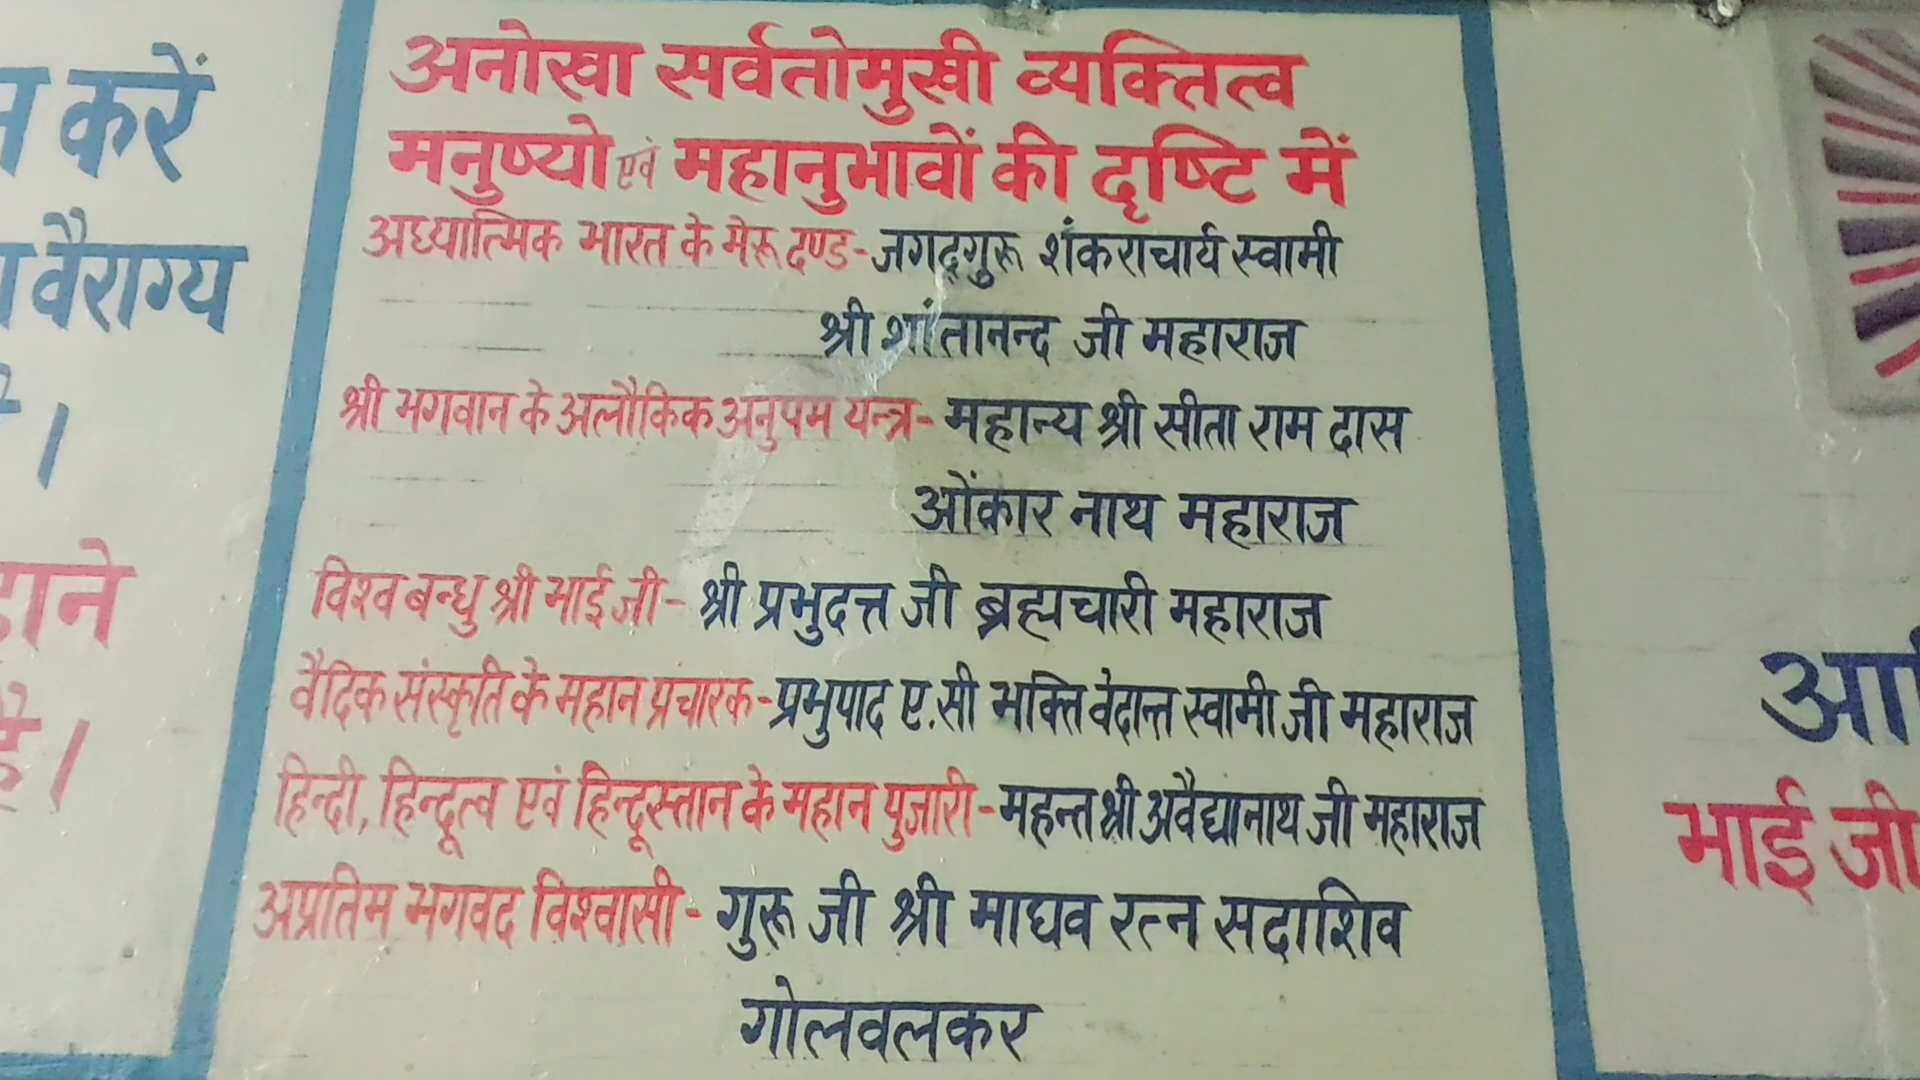 न करें
वैराग्य
है।
अनोखा सर्वतोमुखी व्यक्तित्व
मनुष्यो एवं महानुभावों की दृष्टि में
अध्यात्मिक भारत के मेरू दण्ड-जगद्गुरू शंकराचार्य स्वामी
श्री शांतानन्द जी महाराज
श्री भगवान के अलौकिक अनुपम यन्त्र- महान्य श्री सीता राम दास
ओंकार नाथ महाराज
विश्व बन्धु श्री भाई जी- श्री प्रभुदत्त जी ब्रह्मचारी महाराज
वैदिक संस्कृति के महान प्रचारक-प्रभुपाद ए.सी भक्ति वेदान्त स्वामी जी महाराज
हिन्दी, हिन्दूत्व एवं हिन्दूस्तान के महान पुजारी-महन्त श्री अवैद्यानाथ जी महाराज
अप्रतिम भगवद विश्वासी- गुरू जी श्री माधव रत्न सदाशिव
गोलवलकर
भाई जी